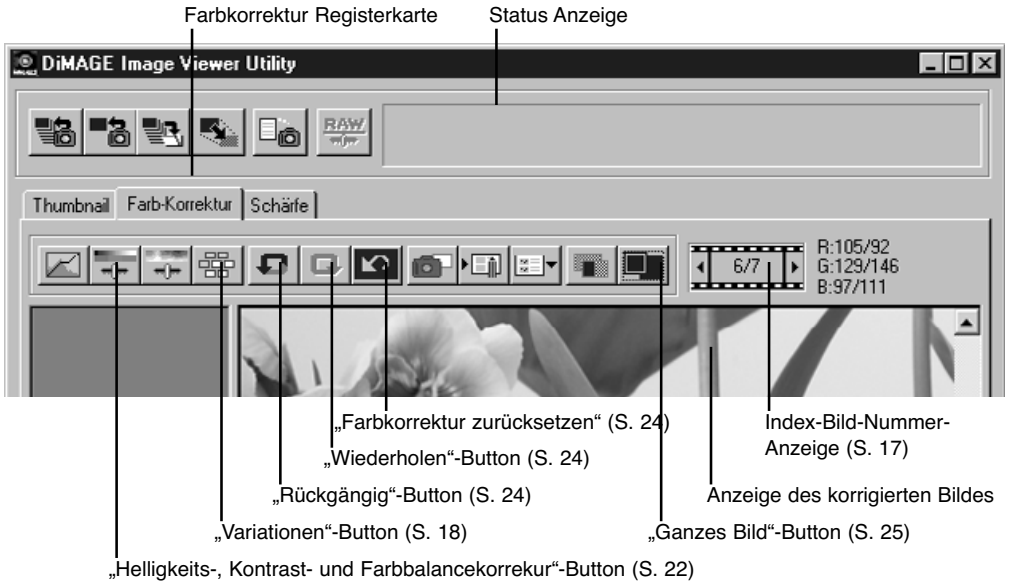 Farbkorrektur Registerkarte
Status Anzeige
DiMAGE Image Viewer Utility
RAW
Thumbnail
Farb-Korrektur
Schärfe
6/7
R:105/92
G:129/146
B:97/111
„Farbkorrektur zurücksetzen“ (S. 24)
Index-Bild-Nummer-
Anzeige (S. 17)
„Wiederholen“-Button (S. 24)
„Rückgängig“-Button (S. 24)
Anzeige des korrigierten Bildes
„Variationen“-Button (S. 18)
„Ganzes Bild“-Button (S. 25)
„Helligkeits-, Kontrast- und Farbbalancekorrekur“-Button (S. 22)